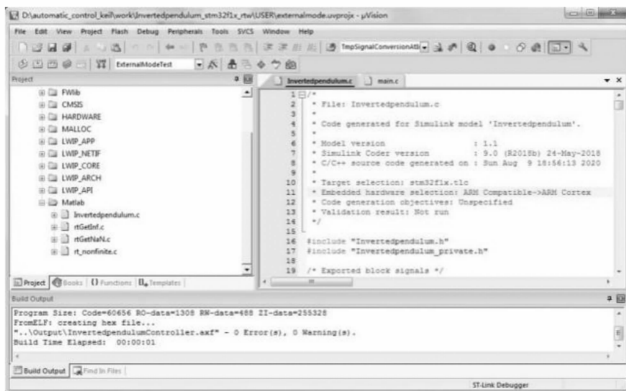 D:\automatic_control_keil\work\Invertedpendulum_stm32f1x_rtw\USER\externalmode.uvprojx - µVision
File Edit View Project Flash Debug Peripherals Tools SVCS Window Help
TmpSignalConversionAtI
ExternalModeTest
Project
FWlib
CMSIS
HARDWARE
MALLOC
LWIP_APP
LWIP_NETIF
LWIP_CORE
LWIP_ARCH
LWIP_API
Matlab
Invertedpendulum.c
rtGetInf.c
rtGetNaN.c
rt_nonfinite.c
Project Books {} Functions Templates
Invertedpendulum.c main.c
1 /*
2 * File: Invertedpendulum.c
3 *
4 * Code generated for Simulink model 'Invertedpendulum'.
5 *
6 * Model version : 1.1
7 * Simulink Coder version : 9.0 (R2018b) 24-May-2018
8 * C/C++ source code generated on : Sun Aug 9 18:56:13 2020
9 *
10 * Target selection: stm32f1x.tlc
11 * Embedded hardware selection: ARM Compatible->ARM Cortex
12 * Code generation objectives: Unspecified
13 * Validation result: Not run
14 */
15
16 #include "Invertedpendulum.h"
17 #include "Invertedpendulum_private.h"
18
19 /* Exported block signals */
Build Output
Program Size: Code=60656 RO-data=1308 RW-data=488 ZI-data=255328
FromELF: creating hex file...
"..\Output\InvertedpendulumController.axf" - 0 Error(s), 0 Warning(s).
Build Time Elapsed: 00:00:01
Build Output Find In Files
ST-Link Debugger